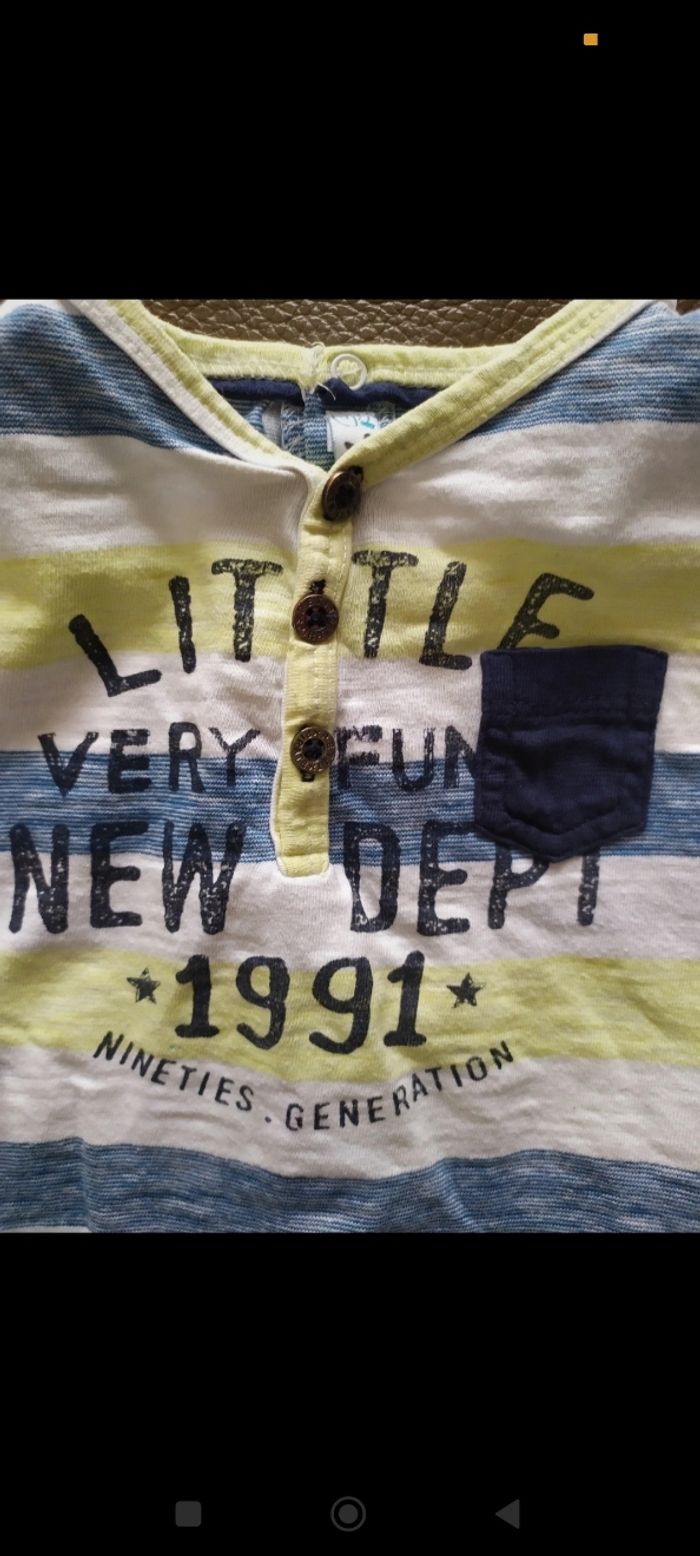 LITTLE
VERY FUN
NEW DEPT
1991
NINETIES . GENERATION